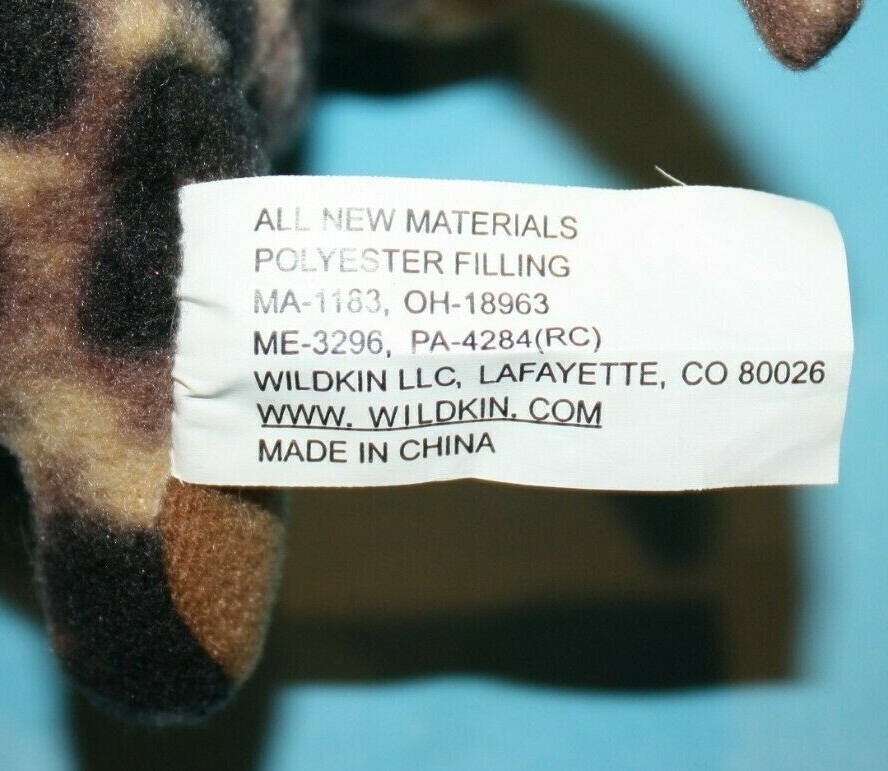 ALL NEW MATERIALS
POLYESTER FILLING
MA-1183, OH-18963
ME-3296, PA-4284(RC)
WILDKIN LLC, LAFAYETTE, CO 80026
WWW. WILDKIN. COM
MADE IN CHINA